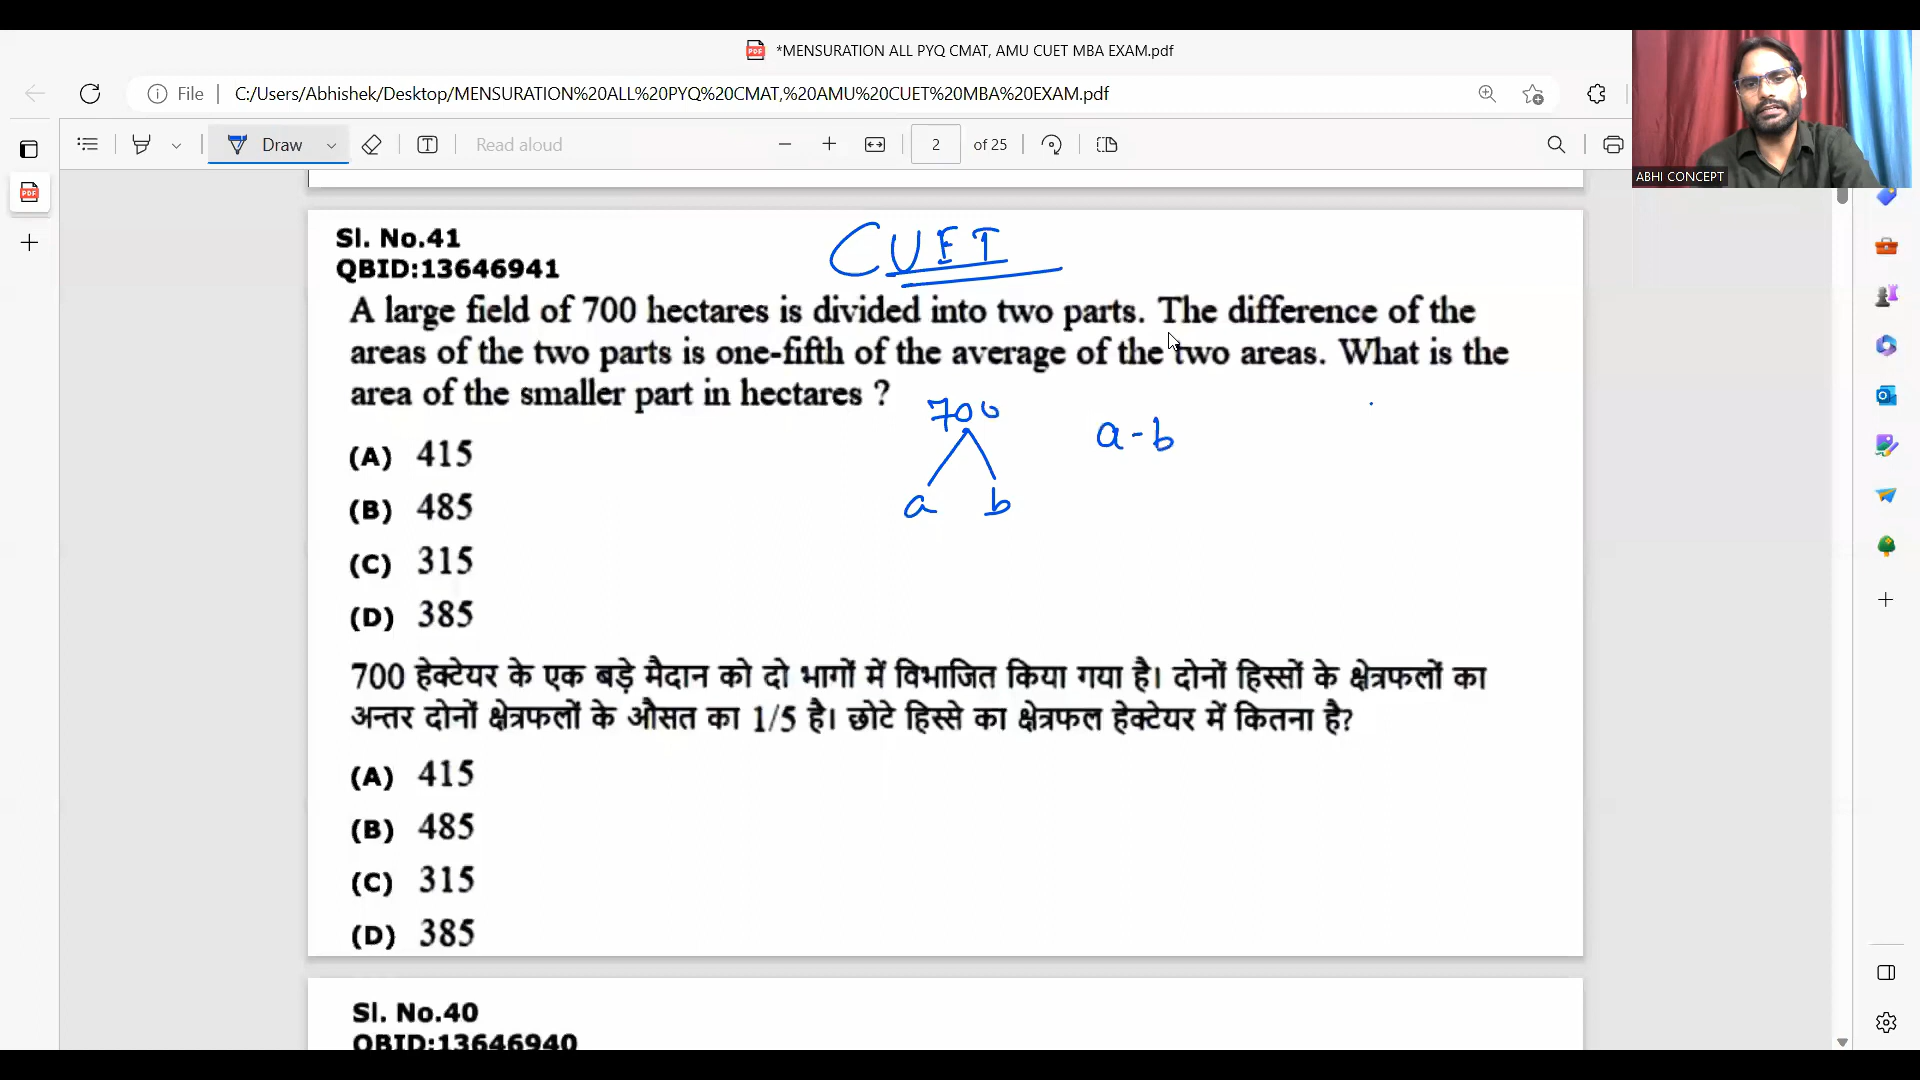 *MENSURATION ALL PYQ CMAT, AMU CUET MBA EXAM.pdf
File
C:/Users/Abhishek/Desktop/MENSURATION%20ALL%20PYQ%20CMAT,%20AMU%20CUET%20MBA%20EXAM.pdf
Draw
Read aloud
2 of 25
ABHI CONCEPT
Sl. No.41
QBID:13646941
CUET
A large field of 700 hectares is divided into two parts. The difference of the
areas of the two parts is one-fifth of the average of the two areas. What is the
area of the smaller part in hectares ?
700
a-b
a b
(A) 415
(B) 485
(C) 315
(D) 385
700 हेक्टेयर के एक बड़े मैदान को दो भागों में विभाजित किया गया है। दोनों हिस्सों के क्षेत्रफलों का
अन्तर दोनों क्षेत्रफलों के औसत का 1/5 है। छोटे हिस्से का क्षेत्रफल हेक्टेयर में कितना है?
(A) 415
(B) 485
(C) 315
(D) 385
Sl. No.40
QBID:13646940